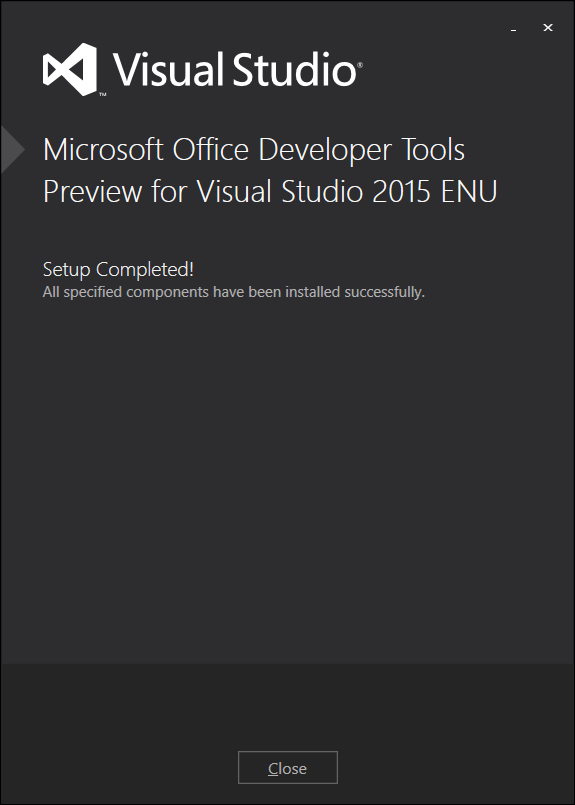 Visual Studio®
™
Microsoft Office Developer Tools
Preview for Visual Studio 2015 ENU
Setup Completed!
All specified components have been installed successfully.
Close